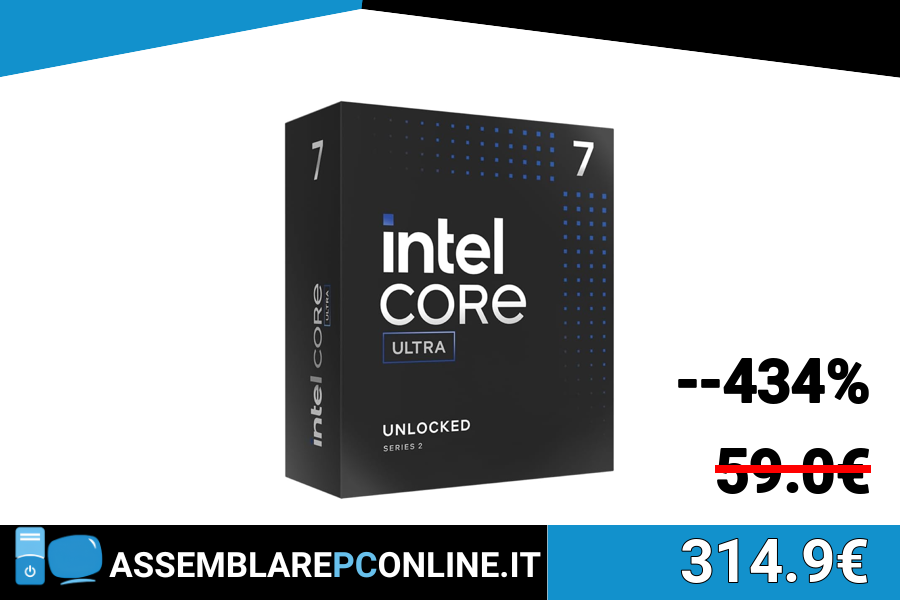 7
7
intel
CORE
ULTRA
intel CORE
ULTRA
UNLOCKED
SERIES 2
--434%
59.0€
ASSEMBLAREPCONLINE.IT
314.9€